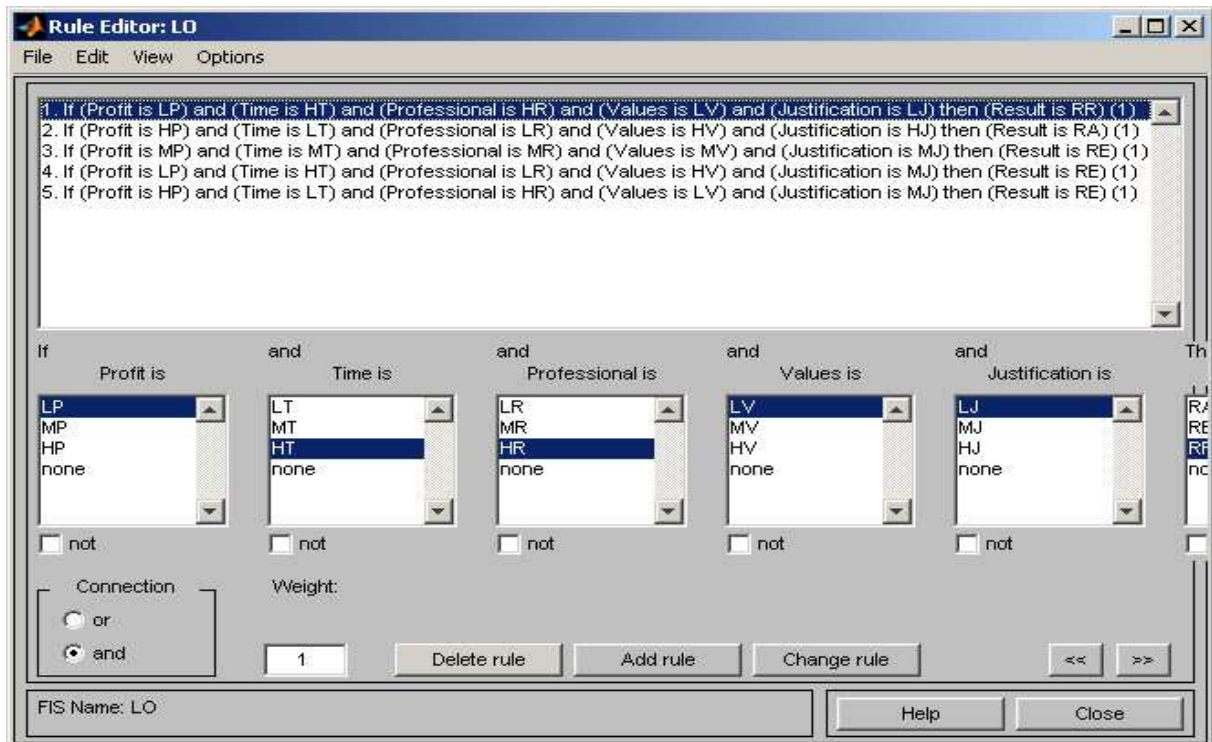 Rule Editor: LO
File Edit View Options
1. If (Profit is LP) and (Time is HT) and (Professional is HR) and (Values is LV) and (Justification is LJ) then (Result is RR) (1)
2. If (Profit is HP) and (Time is LT) and (Professional is LR) and (Values is HV) and (Justification is HJ) then (Result is RA) (1)
3. If (Profit is MP) and (Time is MT) and (Professional is MR) and (Values is MV) and (Justification is MJ) then (Result is RE) (1)
4. If (Profit is LP) and (Time is HT) and (Professional is LR) and (Values is HV) and (Justification is MJ) then (Result is RE) (1)
5. If (Profit is HP) and (Time is LT) and (Professional is HR) and (Values is LV) and (Justification is MJ) then (Result is RE) (1)
If and and and and Th
Profit is Time is Professional is Values is Justification is
LP LT LR LV LJ RA
MP MT MR MV MJ RE
HP HT HR HV HJ RR
none none none none none no
not not not not not
Connection Weight:
or
and 1 Delete rule Add rule Change rule << >>
FIS Name: LO Help Close